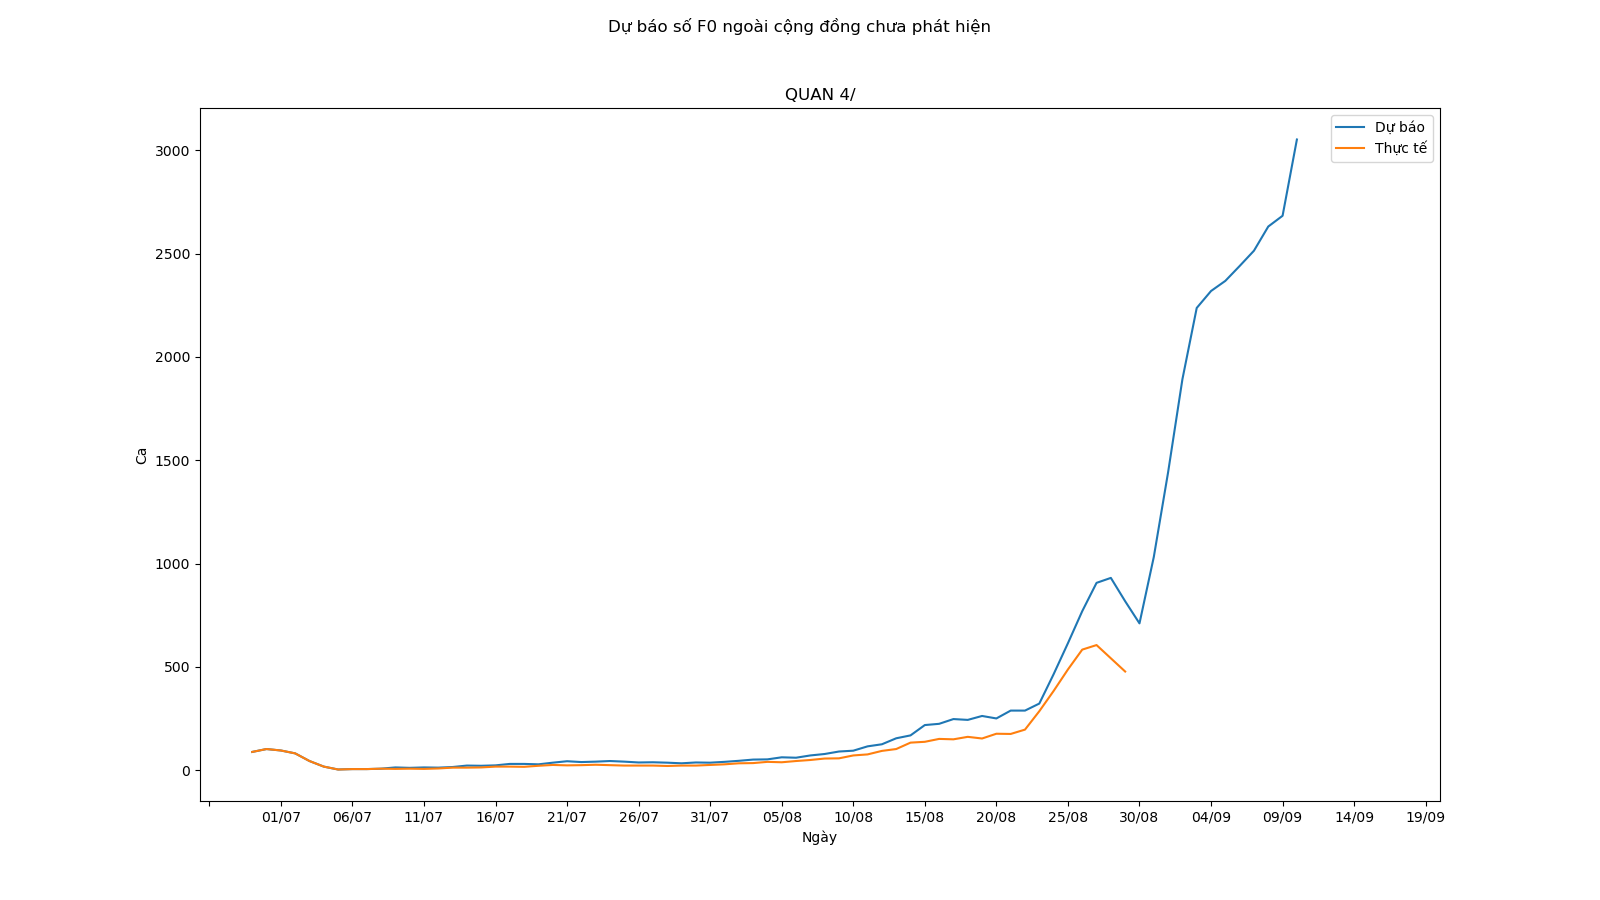 Dự báo số F0 ngoài cộng đồng chưa phát hiện
QUAN 4/
Dự báo
Thực tế
3000
2500
2000
1500
1000
500
0
Ca
01/07 06/07 11/07 16/07 21/07 26/07 31/07 05/08 10/08 15/08 20/08 25/08 30/08 04/09 09/09 14/09 19/09
Ngày